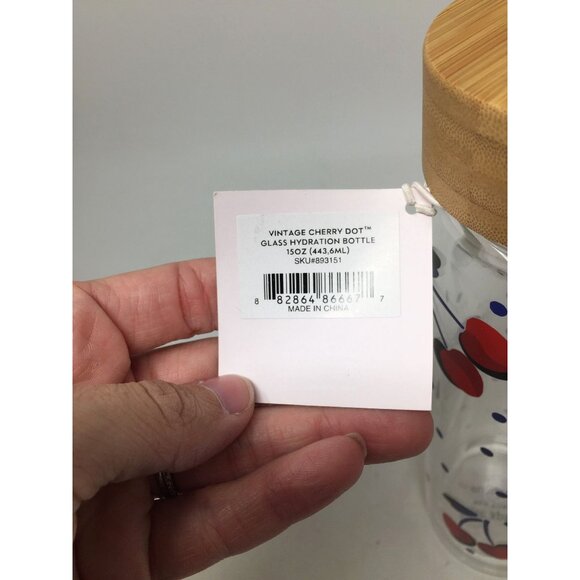 VINTAGE CHERRY DOT™
GLASS HYDRATION BOTTLE
15OZ (443,6ML)
SKU#893151
8 82864 86667 7
MADE IN CHINA